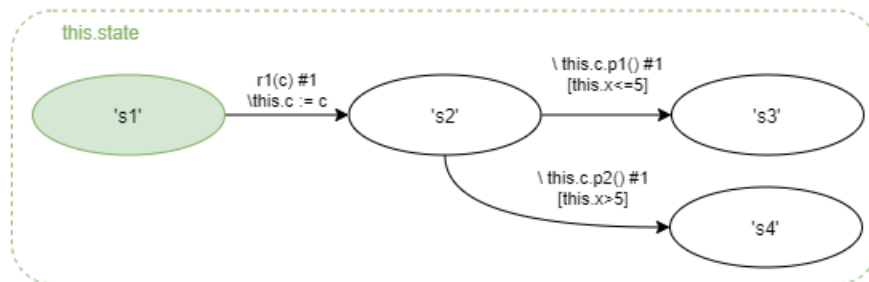 this.state
's1'
r1(c) #1
\this.c := c
's2'
\ this.c.p1() #1
[this.x<=5]
's3'
\ this.c.p2() #1
[this.x>5]
's4'